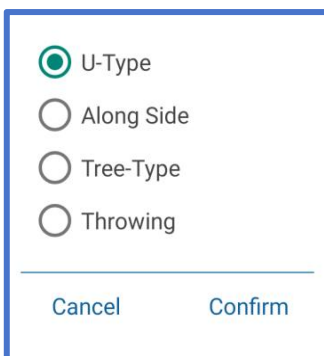 U-Type
Along Side
Tree-Type
Throwing
Cancel Confirm